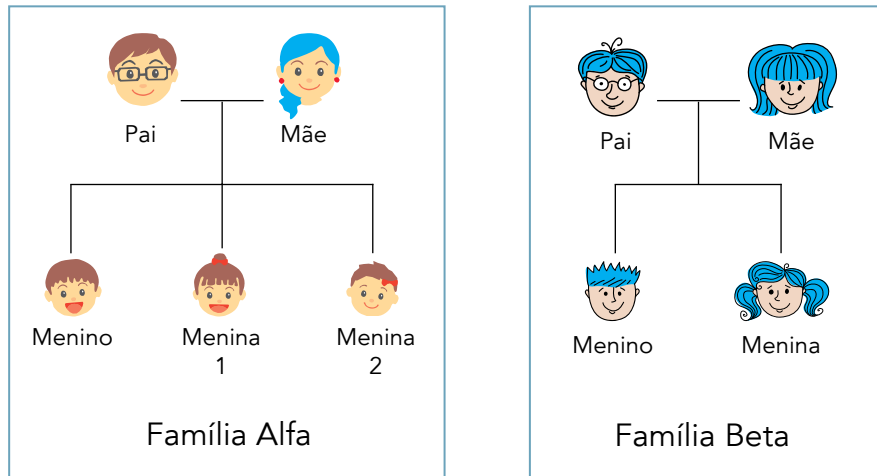 Pai Mãe
Menino Menina 1 Menina 2
Família Alfa
Pai Mãe
Menino Menina
Família Beta